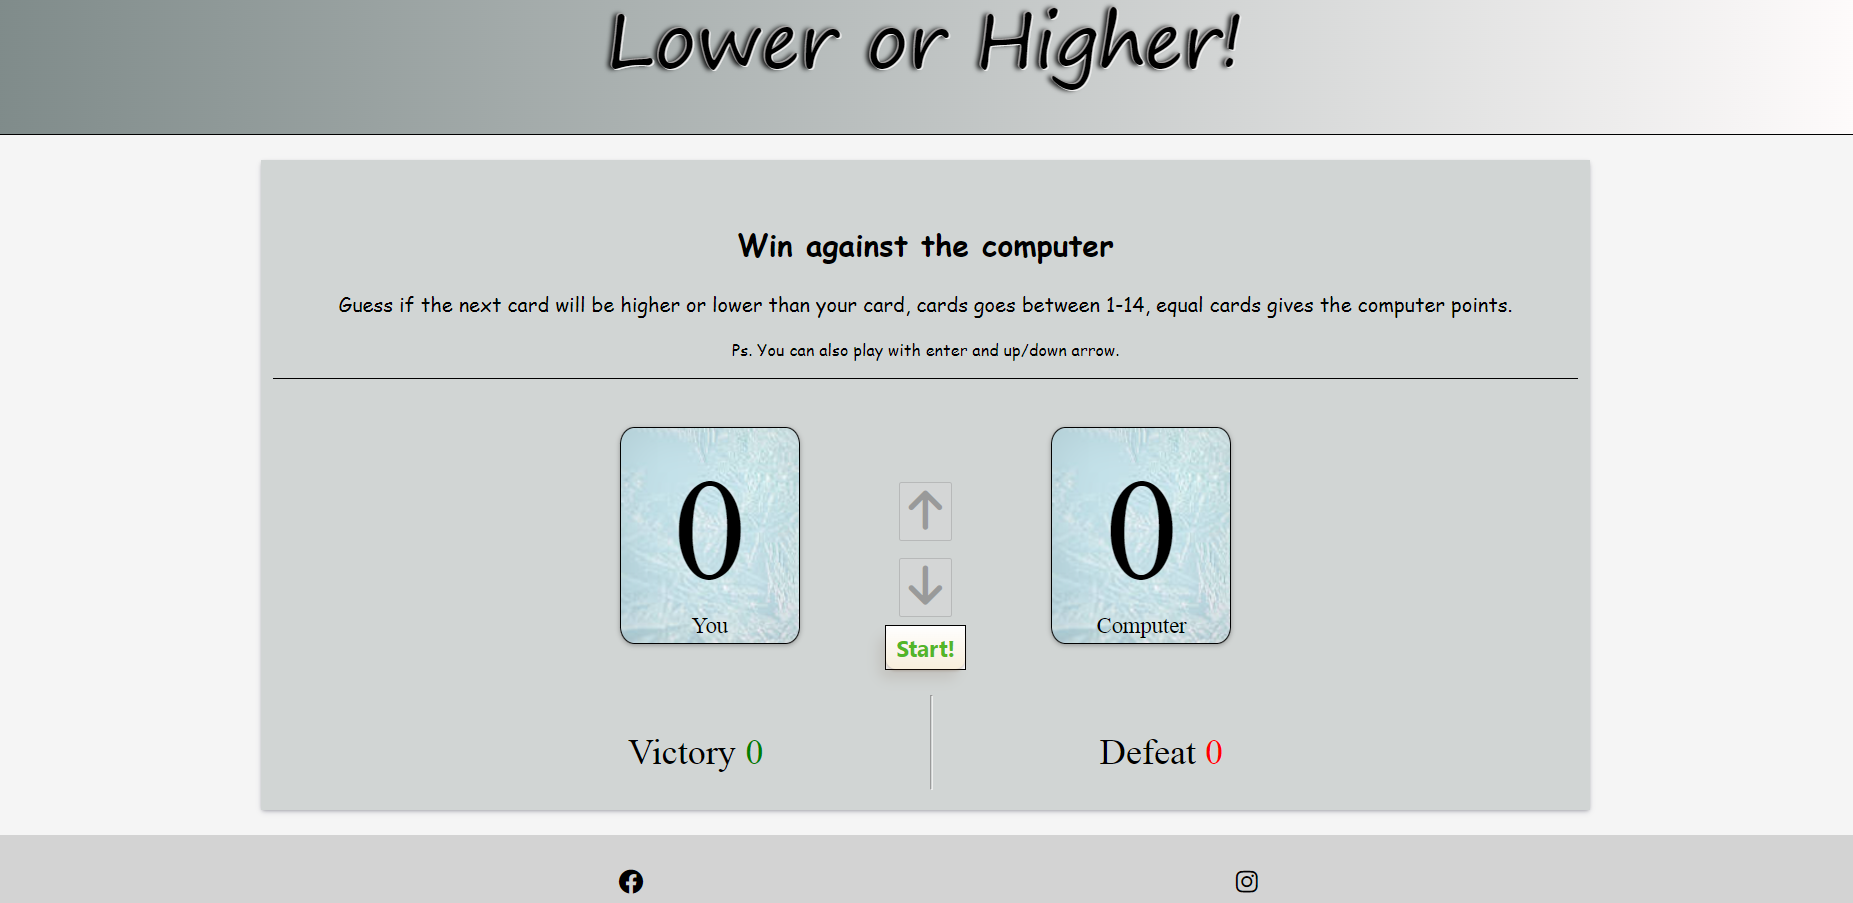 Lower or Higher!
Win against the computer
Guess if the next card will be higher or lower than your card, cards goes between 1-14, equal cards gives the computer points.
Ps. You can also play with enter and up/down arrow.
0
You
0
Computer
Start!
Victory 0
Defeat 0